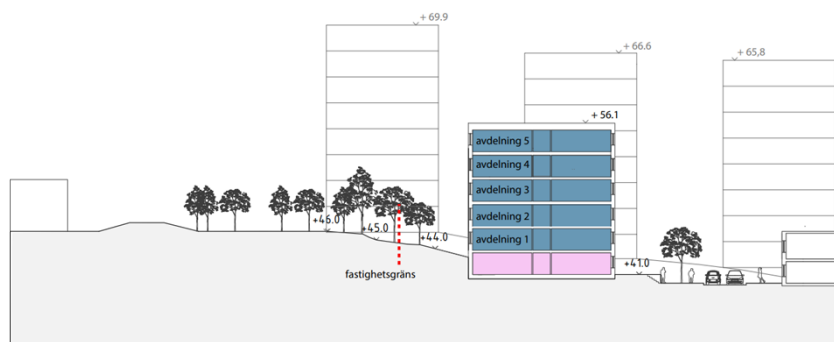 + 69.9
+ 66.6
+ 65,8
+ 56.1
avdelning 5
avdelning 4
avdelning 3
avdelning 2
avdelning 1
+46.0
+45.0
+44.0
+41.0
fastighetsgräns